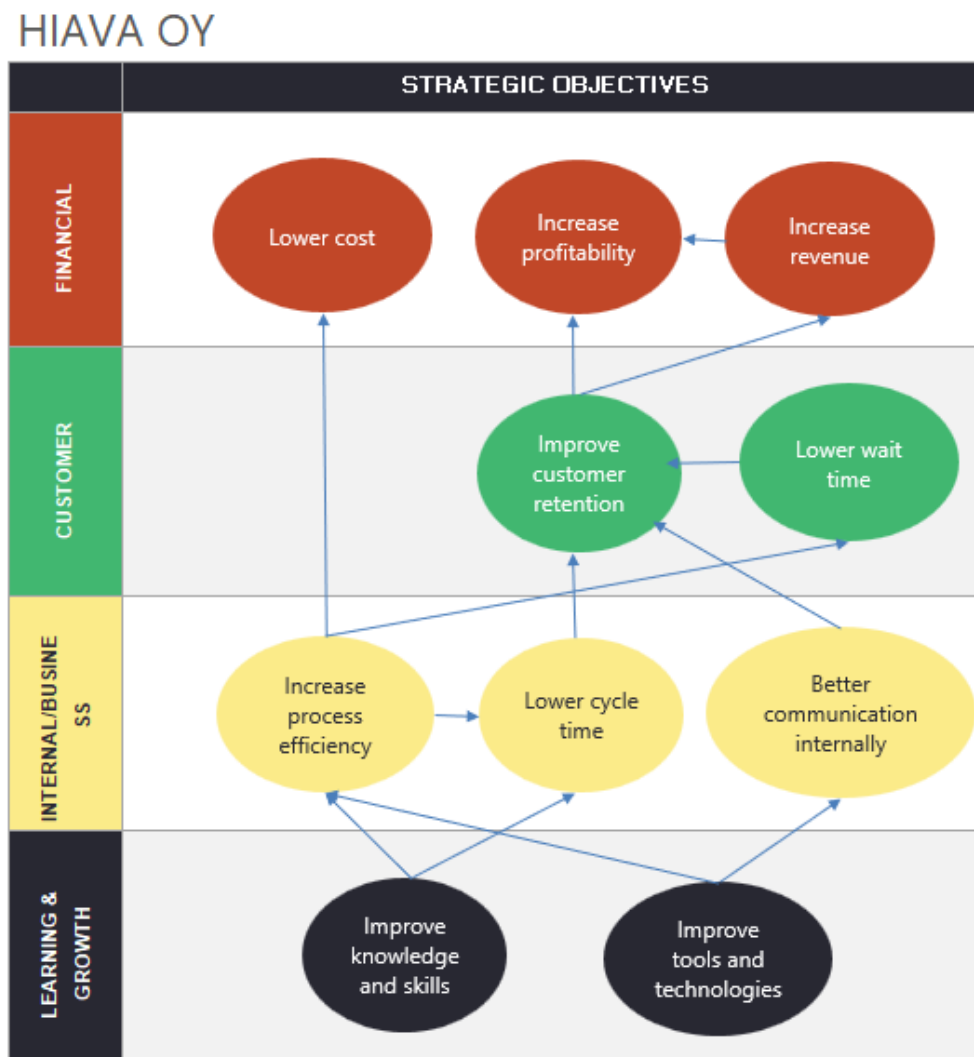 HIAVA OY
STRATEGIC OBJECTIVES
FINANCIAL
Lower cost
Increase
profitability
Increase
revenue
CUSTOMER
Improve
customer
retention
Lower wait
time
INTERNAL/BUSINE
SS
Increase
process
efficiency
Lower cycle
time
Better
communication
internally
LEARNING &
GROWTH
Improve
knowledge
and skills
Improve
tools and
technologies